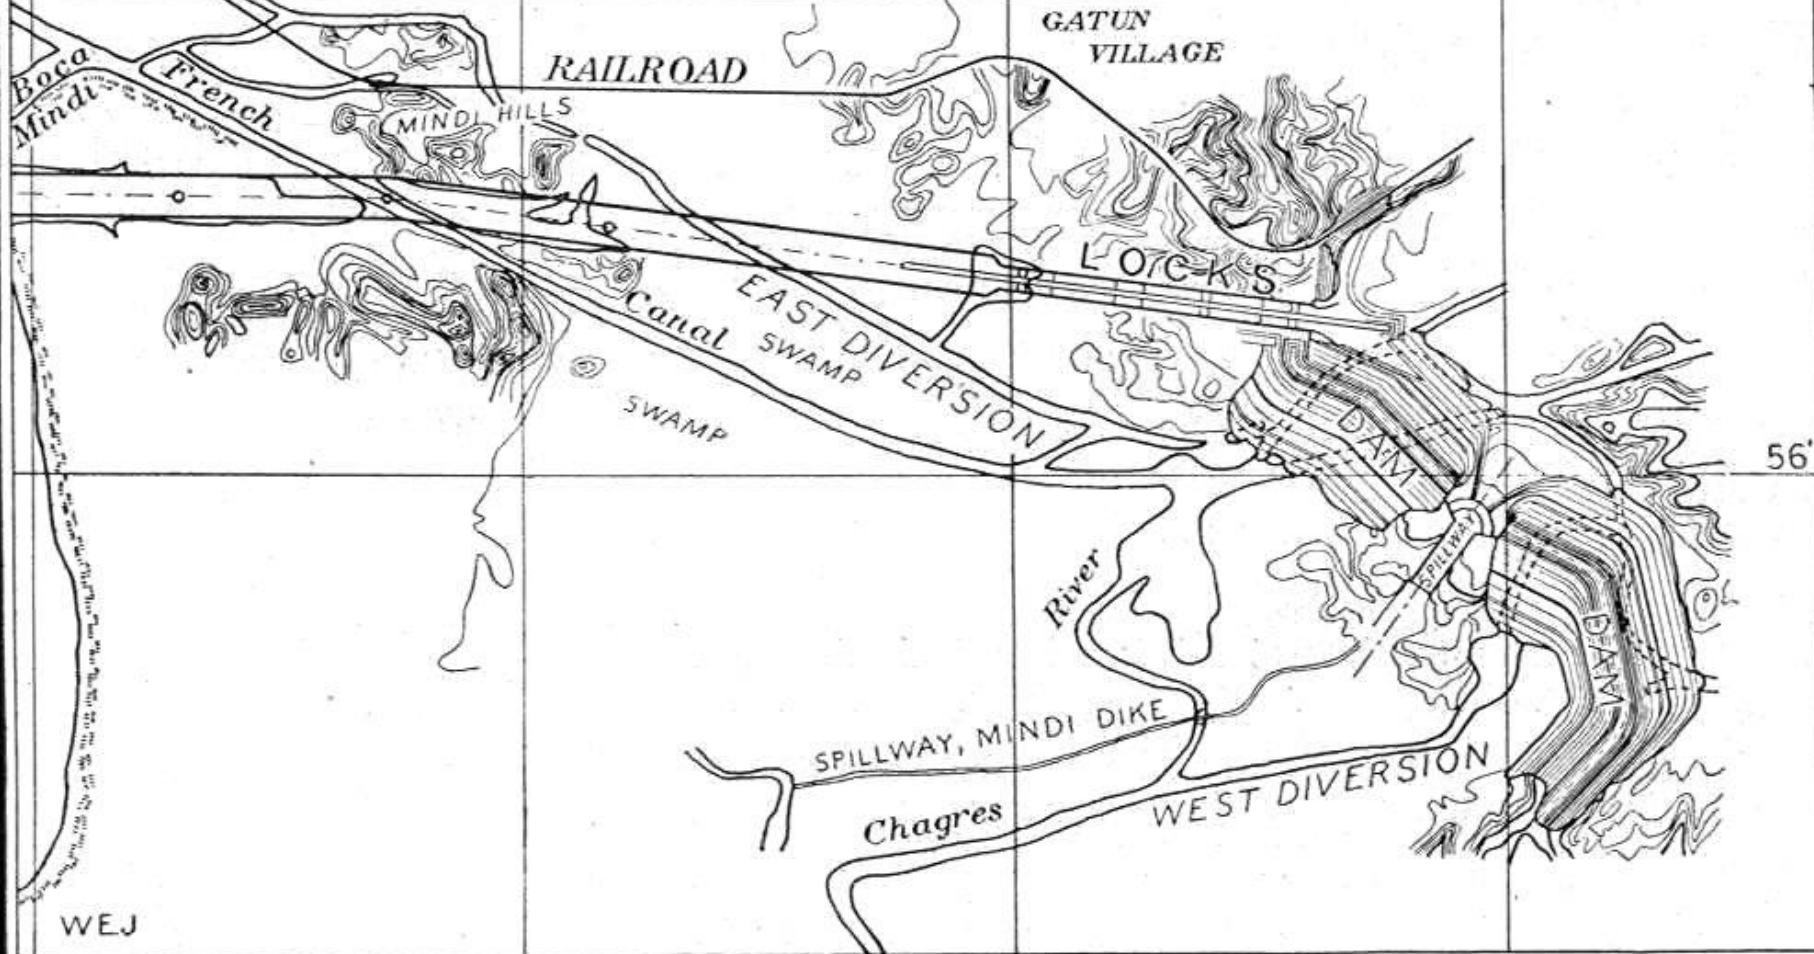 GATUN
VILLAGE
RAILROAD
Boca
Mindi
French
MINDI HILLS
LOCKS
EAST DIVERSION
Canal
SWAMP
SWAMP
DAM
56'
SPILLWAY
River
DAM
SPILLWAY, MINDI DIKE
WEST DIVERSION
Chagres
WEJ